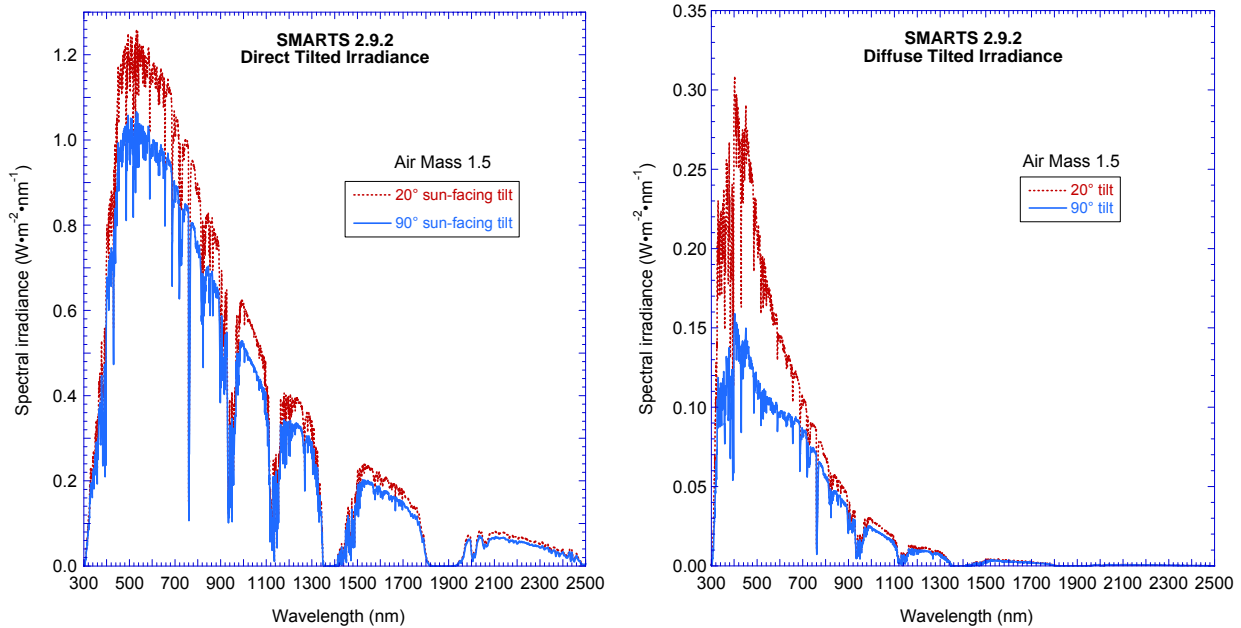 SMARTS 2.9.2
Direct Tilted Irradiance
Air Mass 1.5
20° sun-facing tilt
90° sun-facing tilt
Spectral irradiance (W•m-2•nm-1)
1.2
1.0
0.8
0.6
0.4
0.2
0
300 500 700 900 1100 1300 1500 1700 1900 2100 2500
Wavelength (nm)
SMARTS 2.9.2
Diffuse Tilted Irradiance
Air Mass 1.5
20° tilt
90° tilt
Spectral irradiance (W•m-2•nm-1)
0.35
0.30
0.25
0.20
0.15
0.10
0.05
0
300 500 700 900 1100 1300 1500 1700 1900 2100 2500
Wavelength (nm)